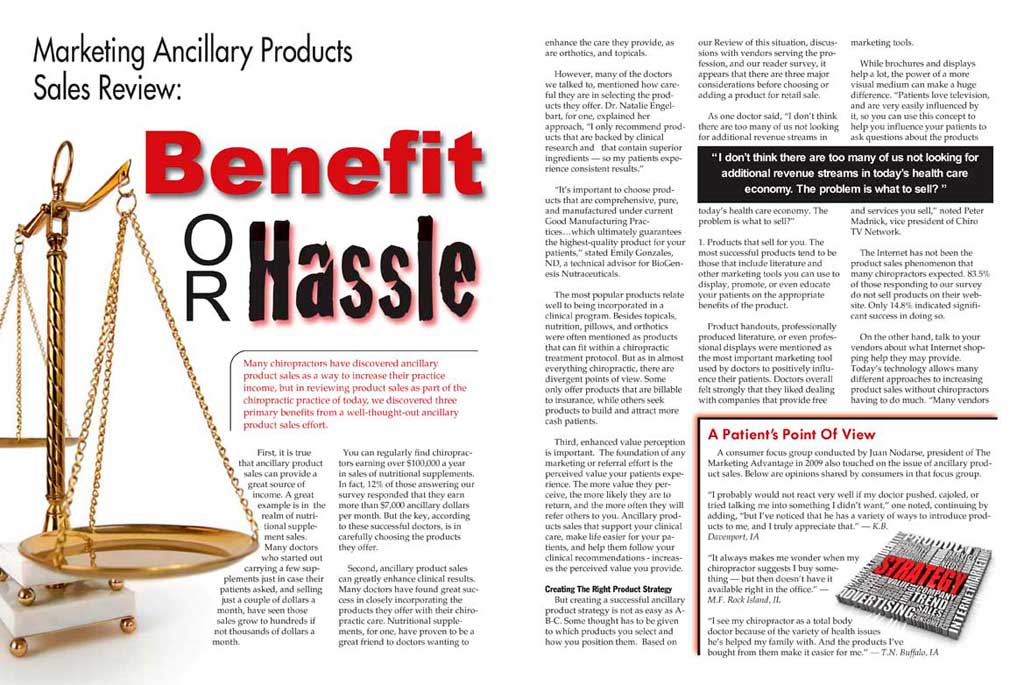 Marketing Ancillary Products
Sales Review:
Benefit
OR
Hassle
Many chiropractors have discovered ancillary
product sales as a way to increase their practice
income, but in reviewing product sales as part of the
chiropractic practice of today, we discovered three
primary benefits from a well-thought-out ancillary
product sales effort.
First, it is true
that ancillary product
sales can provide a
great source of
income. A great
example is in the
realm of nutri-
tional supple-
ment sales.
Many doctors
who started out
carrying a few sup-
plements just in case their
patients asked, and selling
just a couple of dollars a
month, have seen those
sales grow to hundreds if
not thousands of dollars a
month.
You can regularly find chiroprac-
tors earning over $100,000 a year
in sales of nutritional supplements.
In fact, 12% of those answering our
survey responded that they earn
more than $7,000 ancillary dollars
per month. But the key, according
to these successful doctors, is in
carefully choosing the products
they offer.
Second, ancillary product sales
can greatly enhance clinical results.
Many doctors have found great suc-
cess in closely incorporating the
products they offer with their chiro-
practic care. Nutritional supple-
ments, for one, have proven to be a
great friend to doctors wanting to
enhance the care they provide, as
are orthotics, and topicals.
However, many of the doctors
we talked to, mentioned how care-
ful they are in selecting the prod-
ucts they offer. Dr. Natalie Engel-
bart, for one, explained her
approach, "I only recommend prod-
ucts that are backed by clinical
research and that contain superior
ingredients — so my patients expe-
rience consistent results."
"It's important to choose prod-
ucts that are comprehensive, pure,
and manufactured under current
Good Manufacturing Prac-
tices…which ultimately guarantees
the highest-quality product for your
patients," stated Emily Gonzales,
ND, a technical advisor for BioGen-
esis Nutraceuticals.
The most popular products relate
well to being incorporated in a
clinical program. Besides topicals,
nutrition, pillows, and orthotics
were often mentioned as products
that can fit within a chiropractic
treatment protocol. But as in almost
everything chiropractic, there are
divergent points of view. Some
only offer products that are billable
to insurance, while others seek
products to build and attract more
cash patients.
Third, enhanced value perception
is important. The foundation of any
marketing or referral effort is the
perceived value your patients expe-
rience. The more value they per-
ceive, the more likely they are to
return, and the more often they will
refer others to you. Ancillary prod-
ucts sales that support your clinical
care, make life easier for your pa-
tients, and help them follow your
clinical recommendations - increas-
es the perceived value you provide.
Creating The Right Product Strategy
But creating a successful ancillary
product strategy is not as easy as A-
B-C. Some thought has to be given
to which products you select and
how you position them. Based on
our Review of this situation, discus-
sions with vendors serving the pro-
fession, and our reader survey, it
appears that there are three major
considerations before choosing or
adding a product for retail sale.
As one doctor said, "I don't think
there are too many of us not looking
for additional revenue streams in
"I don't think there are too many of us not looking for
additional revenue streams in today's health care
economy. The problem is what to sell? "
today's health care economy. The
problem is what to sell?"
1. Products that sell for you. The
most successful products tend to be
those that include literature and
other marketing tools you can use to
display, promote, or even educate
your patients on the appropriate
benefits of the product.
Product handouts, professionally
produced literature, or even profes-
sional displays were mentioned as
the most important marketing tool
used by doctors to positively influ-
ence their patients. Doctors overall
felt strongly that they liked dealing
with companies that provide free
marketing tools.
While brochures and displays
help a lot, the power of a more
visual medium can make a huge
difference. "Patients love television,
and are very easily influenced by
it, so you can use this concept to
help you influence your patients to
ask questions about the products
and services you sell," noted Peter
Madnick, vice president of Chiro
TV Network.
The Internet has not been the
product sales phenomenon that
many chiropractors expected. 83.5%
of those responding to our survey
do not sell products on their web-
site. Only 14.8% indicated signifi-
cant success in doing so.
On the other hand, talk to your
vendors about what Internet shop-
ping help they may provide.
Today's technology allows many
different approaches to increasing
product sales without chiropractors
having to do much. "Many vendors
A Patient's Point Of View
A consumer focus group conducted by Juan Nodarse, president of The
Marketing Advantage in 2009 also touched on the issue of ancillary prod-
uct sales. Below are opinions shared by consumers in that focus group.
"I probably would not react very well if my doctor pushed, cajoled, or
tried talking me into something I didn't want," one noted, continuing by
adding, "but I've noticed that he has a variety of ways to introduce prod-
ucts to me, and I truly appreciate that." — K.B.
Davenport, IA
"It always makes me wonder when my
chiropractor suggests I buy some-
thing — but then doesn't have it
available right in the office." —
M.F. Rock Island, IL
"I see my chiropractor as a total body
doctor because of the variety of health issues
he's helped my family with. And the products I've
bought from them make it easier for me." — T.N. Buffalo, IA
STRATEGY
ADVERTISING
TREND
INTERNET